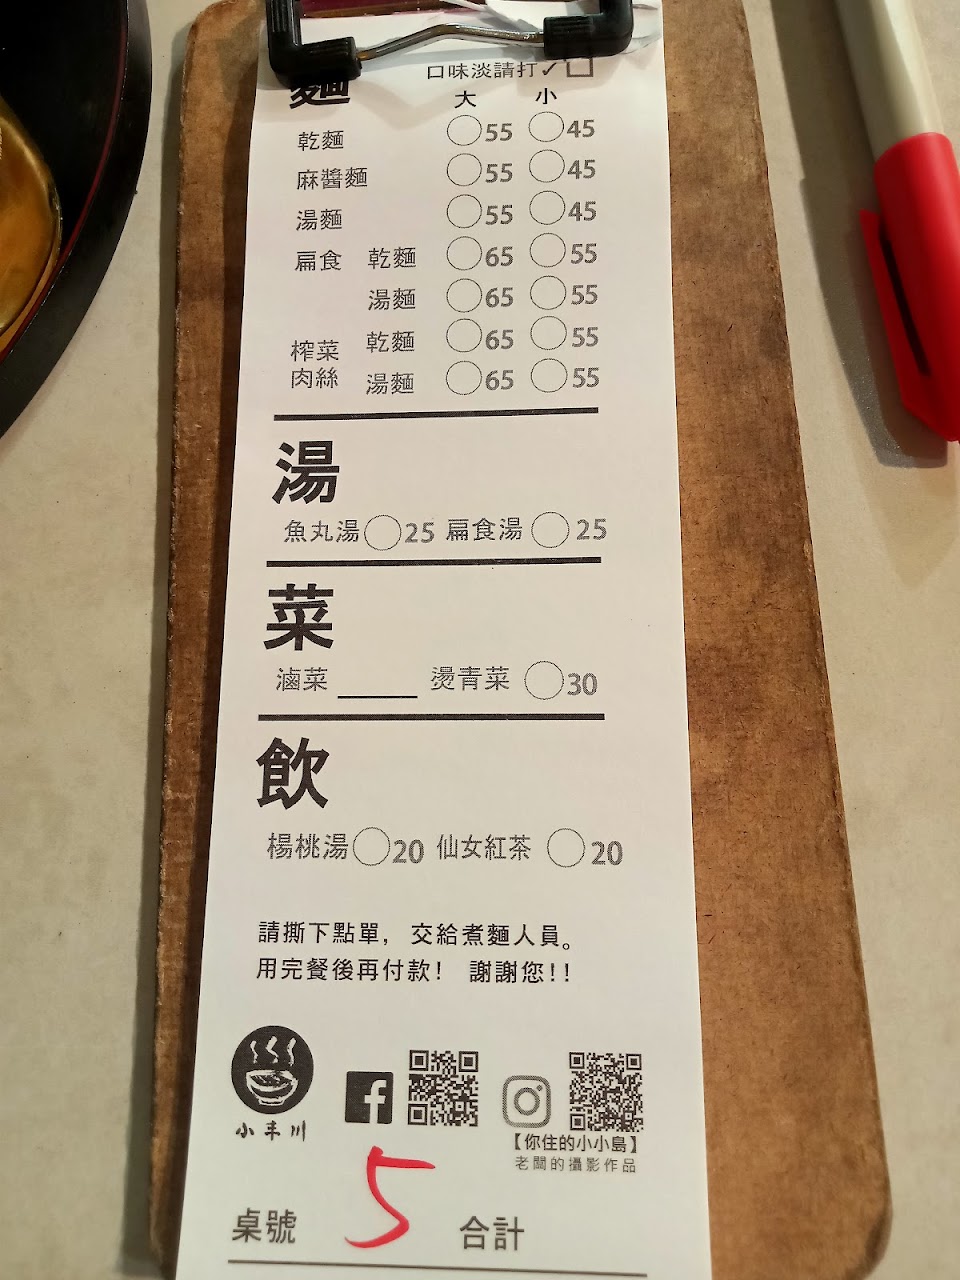 口味淡請打✓□
麵 大 小
乾麵 ○55 ○45
麻醬麵 ○55 ○45
湯麵 ○55 ○45
扁食 乾麵 ○65 ○55
湯麵 ○65 ○55
榨菜肉絲 乾麵 ○65 ○55
湯麵 ○65 ○55
湯
魚丸湯○25 扁食湯○25
菜
滷菜____ 燙青菜 ○30
飲
楊桃湯○20 仙女紅茶 ○20
請撕下點單，交給煮麵人員。
用完餐後再付款！ 謝謝您!!
小丰川
【你住的小小島】
老闆的攝影作品
桌號 5 合計